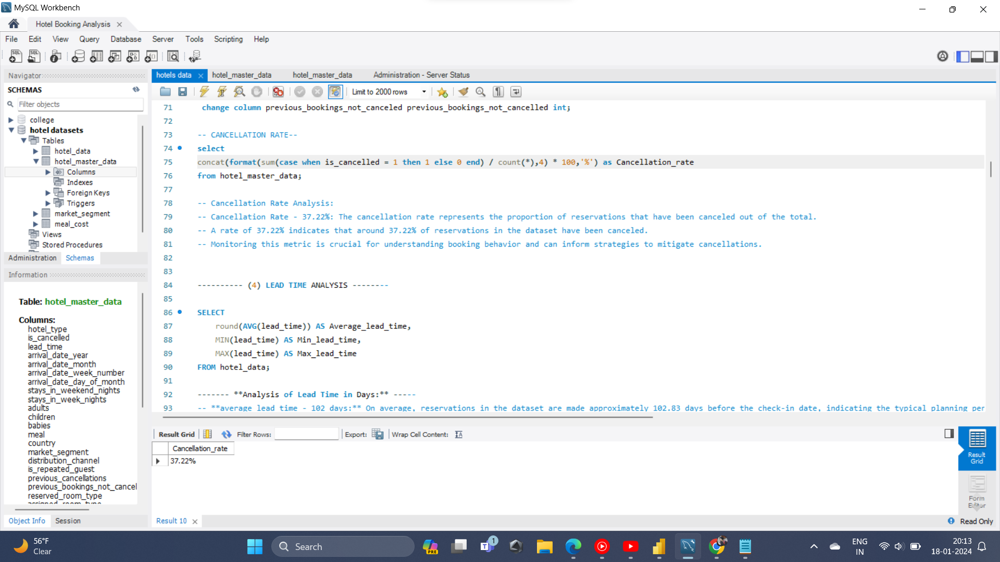 MySQL Workbench
Hotel Booking Analysis
File Edit View Query Database Server Tools Scripting Help
Navigator
SCHEMAS
Filter objects
college
hotel datasets
Tables
hotel_data
hotel_master_data
Columns
Indexes
Foreign Keys
Triggers
market_segment
meal_cost
Views
Stored Procedures
Administration Schemas
Information
Table: hotel_master_data
Columns:
hotel_type
is_cancelled
lead_time
arrival_date_year
arrival_date_month
arrival_date_week_number
arrival_date_day_of_month
stays_in_weekend_nights
stays_in_week_nights
adults
children
babies
meal
country
market_segment
distribution_channel
is_repeated_guest
previous_cancellations
previous_bookings_not_cancel
reserved_room_type
assigned_room_type
Object Info Session
hotels data hotel_master_data hotel_master_data Administration - Server Status
Limit to 2000 rows
71 change column previous_bookings_not_canceled previous_bookings_not_cancelled int;
72
73 -- CANCELLATION RATE--
74 select
75 concat(format(sum(case when is_cancelled = 1 then 1 else 0 end) / count(*),4) * 100,'%') as Cancellation_rate
76 from hotel_master_data;
77
78 -- Cancellation Rate Analysis:
79 -- Cancellation Rate - 37.22%: The cancellation rate represents the proportion of reservations that have been canceled out of the total.
80 -- A rate of 37.22% indicates that around 37.22% of reservations in the dataset have been canceled.
81 -- Monitoring this metric is crucial for understanding booking behavior and can inform strategies to mitigate cancellations.
82
83
84 ---------- (4) LEAD TIME ANALYSIS --------
85
86 SELECT
87 round(AVG(lead_time)) AS Average_lead_time,
88 MIN(lead_time) AS Min_lead_time,
89 MAX(lead_time) AS Max_lead_time
90 FROM hotel_data;
91
92 ------- **Analysis of Lead Time in Days:** -----
93 -- **average lead time - 102 days:** On average, reservations in the dataset are made approximately 102.83 days before the check-in date, indicating the typical planning per
Result Grid Filter Rows: Export: Wrap Cell Content:
Cancellation_rate
37.22%
Result Grid
Form Editor
Result 10
Read Only
56°F
Clear
Search
PRE
1
ENG
IN
20:13
18-01-2024